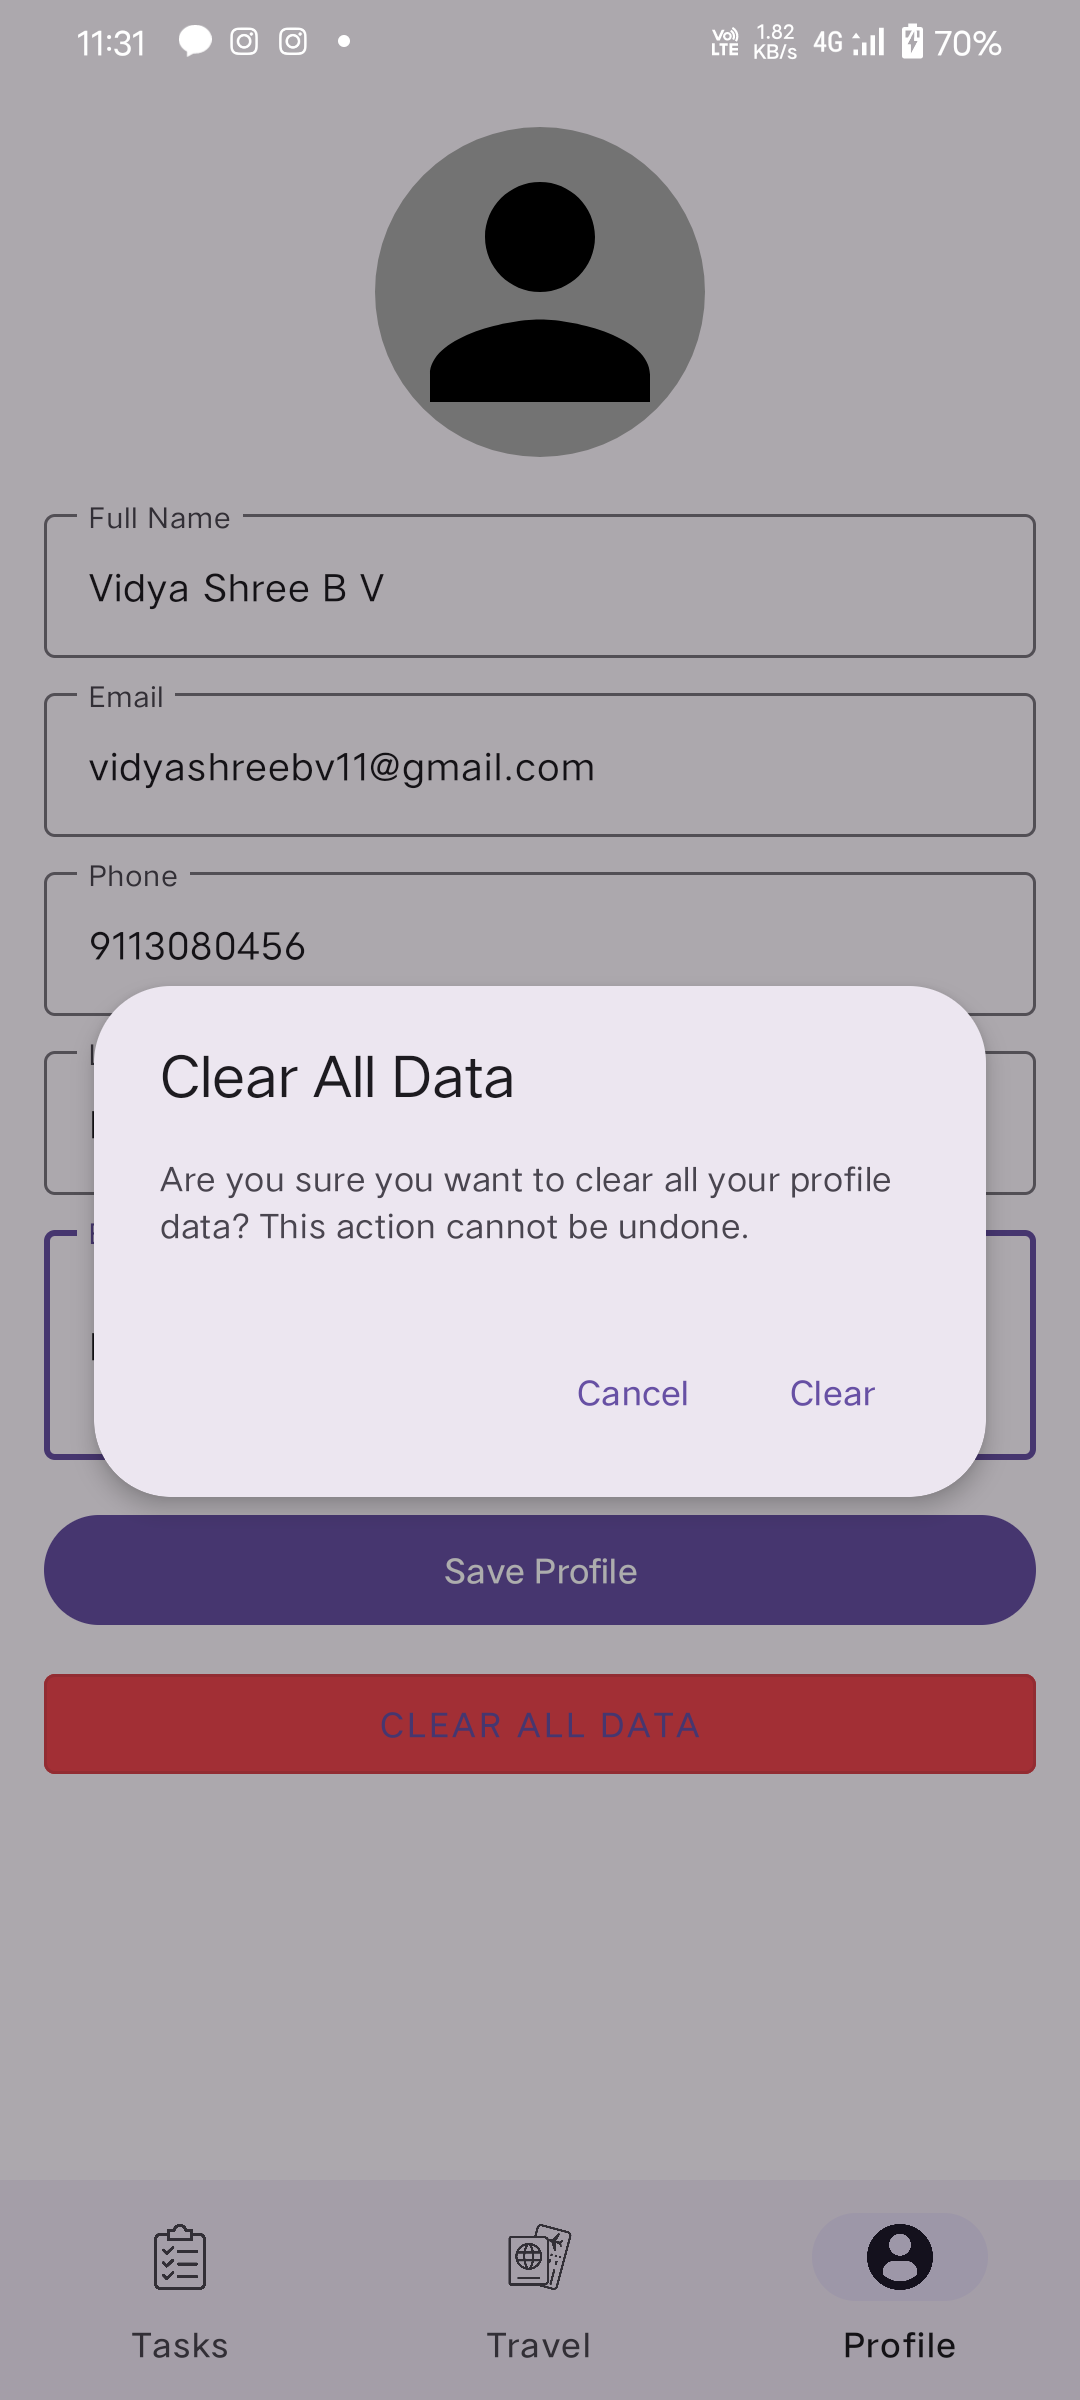 11:31
Vo)) LTE
1.82 KB/s
4G
70%
Full Name
Vidya Shree B V
Email
vidyashreebv11@gmail.com
Phone
9113080456
Clear All Data
Are you sure you want to clear all your profile
data? This action cannot be undone.
Cancel Clear
Save Profile
CLEAR ALL DATA
Tasks Travel Profile